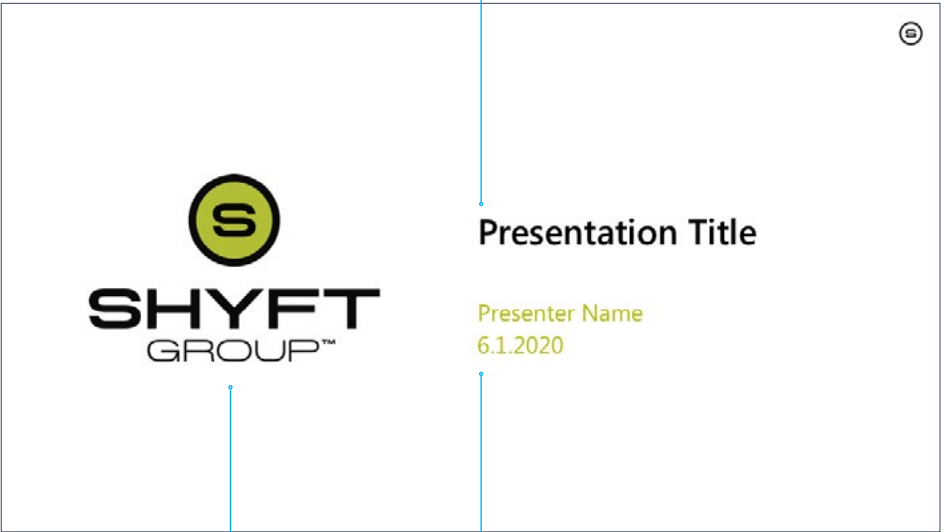 S
S
SHYFT
GROUP™
Presentation Title
Presenter Name
6.1.2020